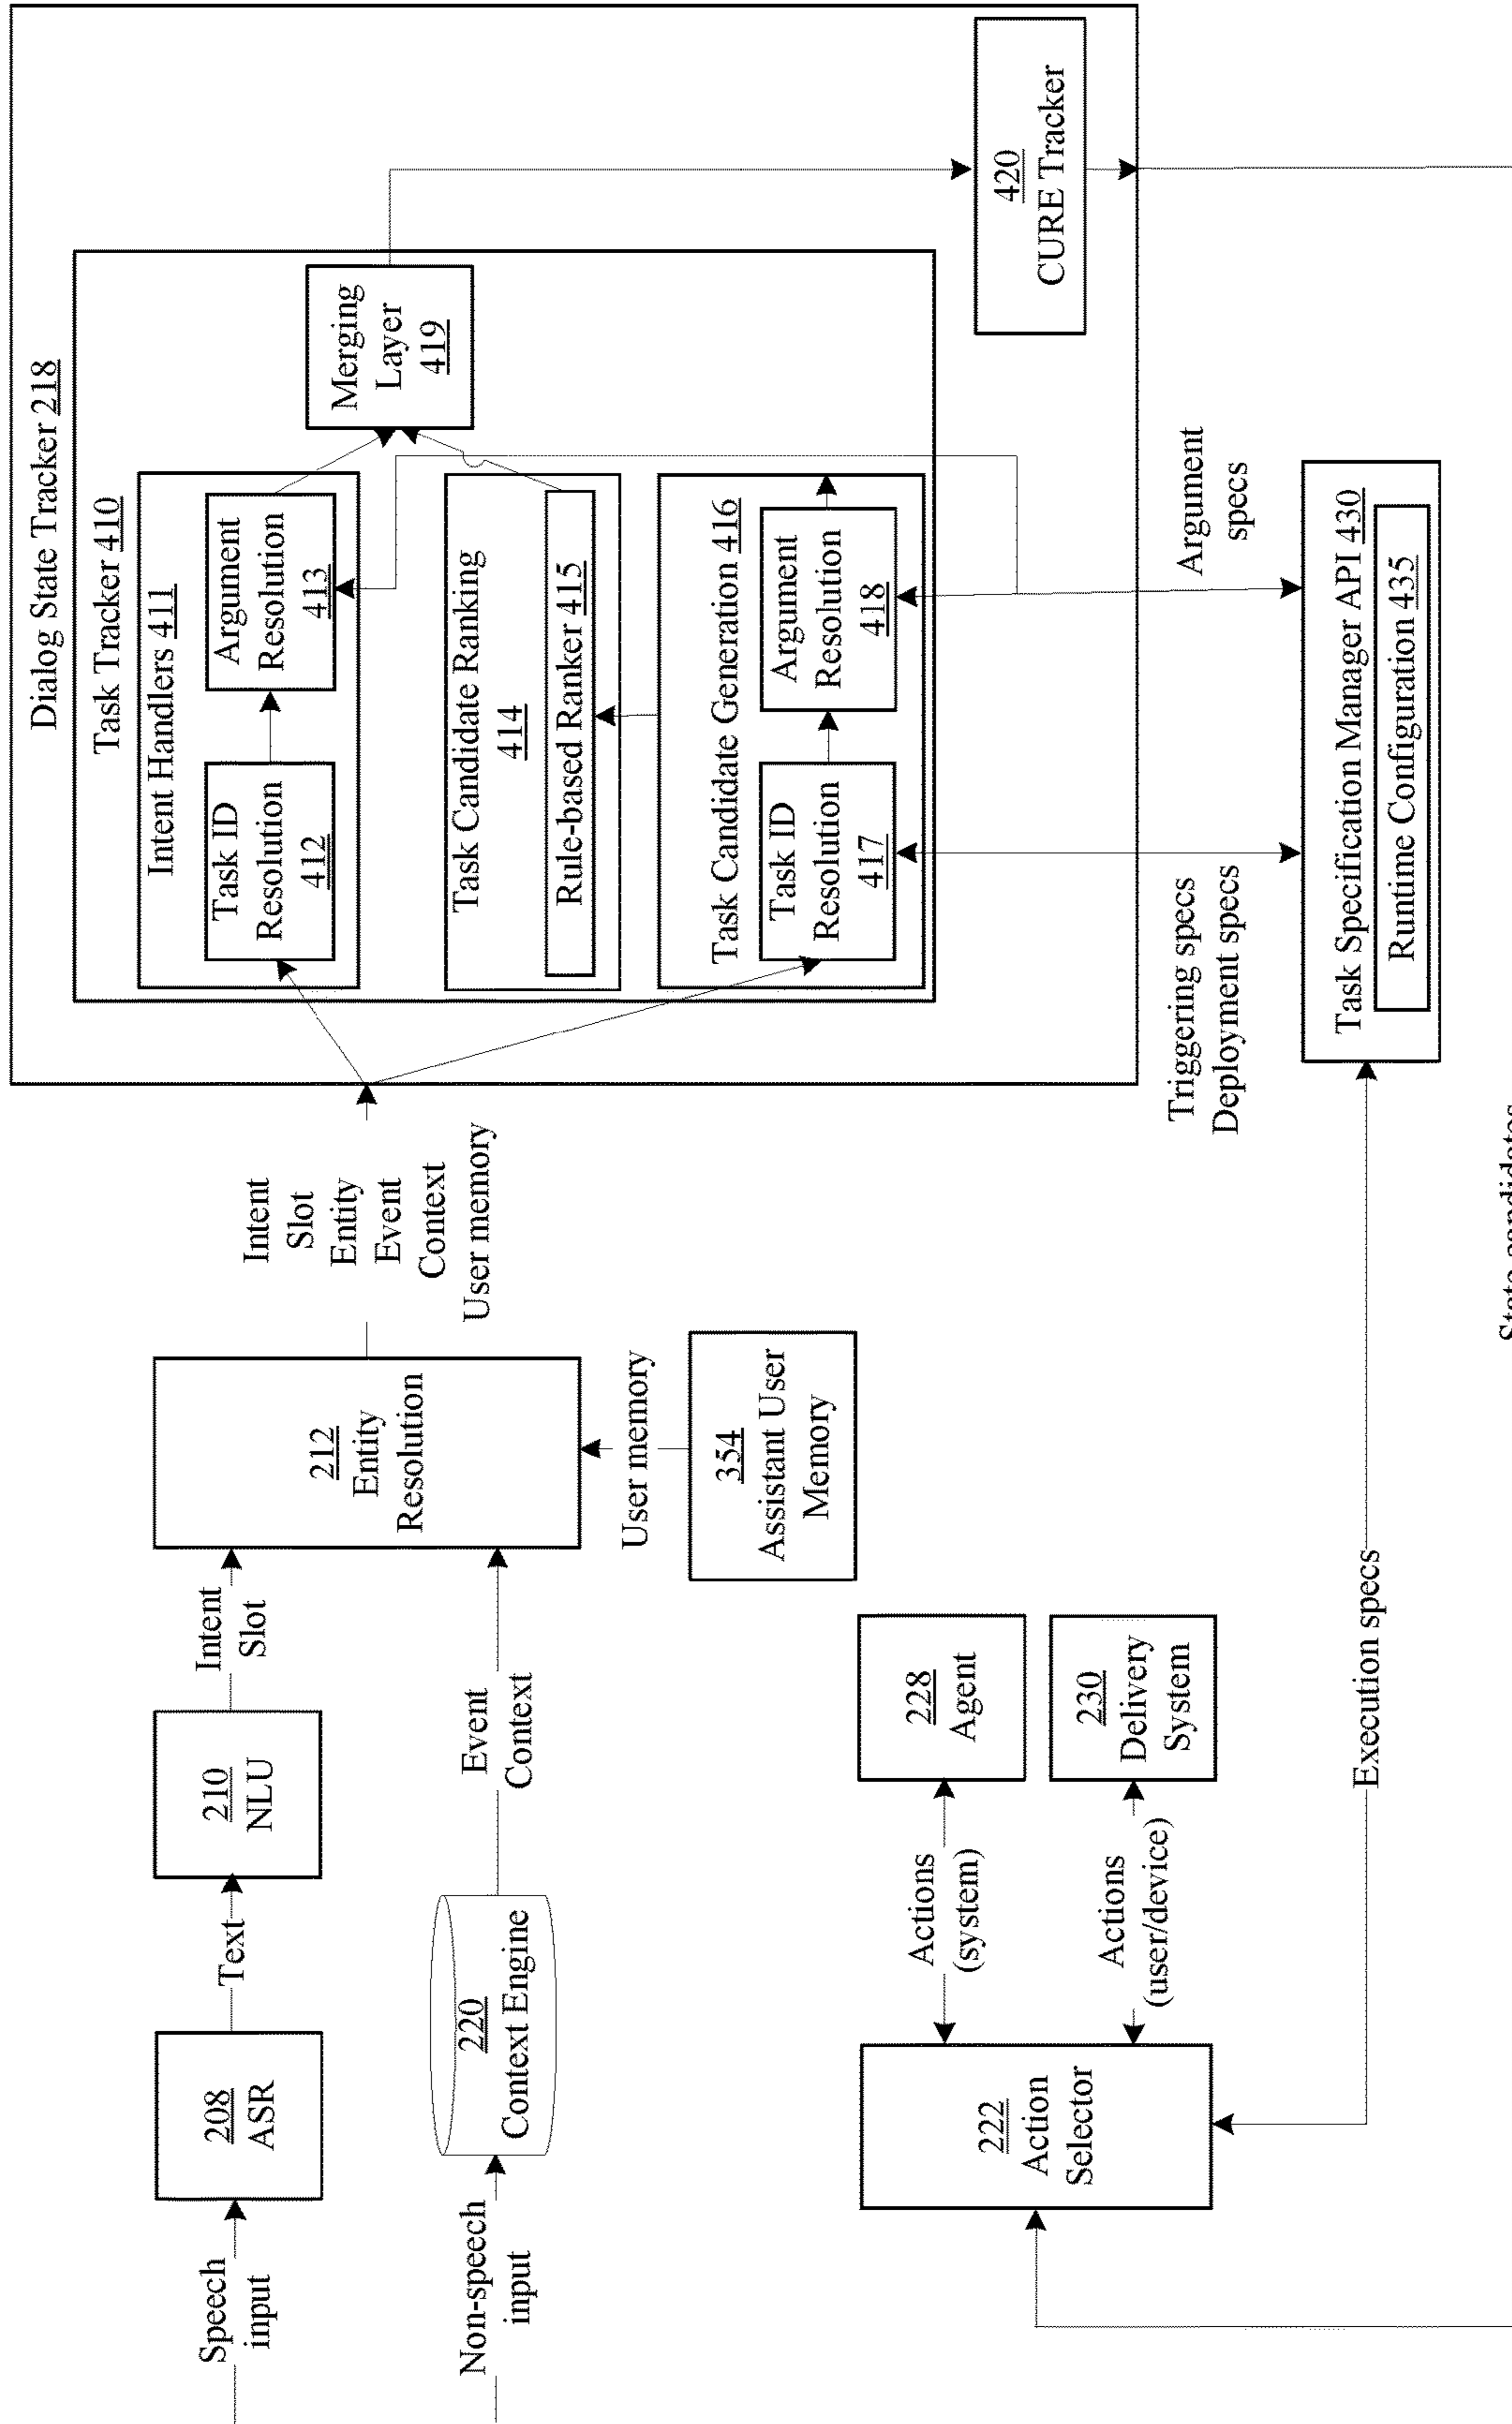 Speech
input
208
ASR
Text
210
NLU
Intent
Slot
Non-speech
input
220
Context Engine
Event
Context
212
Entity
Resolution
User memory
354
Assistant User
Memory
Intent
Slot
Entity
Event
Context
User memory
Dialog State Tracker 218
Task Tracker 410
Intent Handlers 411
Task ID
Resolution
412
Argument
Resolution
413
Task Candidate Ranking
414
Rule-based Ranker 415
Task Candidate Generation 416
Task ID
Resolution
417
Argument
Resolution
418
Merging
Layer
419
420
CURE Tracker
Triggering specs
Deployment specs
Argument
specs
Task Specification Manager API 430
Runtime Configuration 435
222
Action
Selector
Actions
(system)
228
Agent
Actions
(user/device)
230
Delivery
System
Execution specs
State candidates